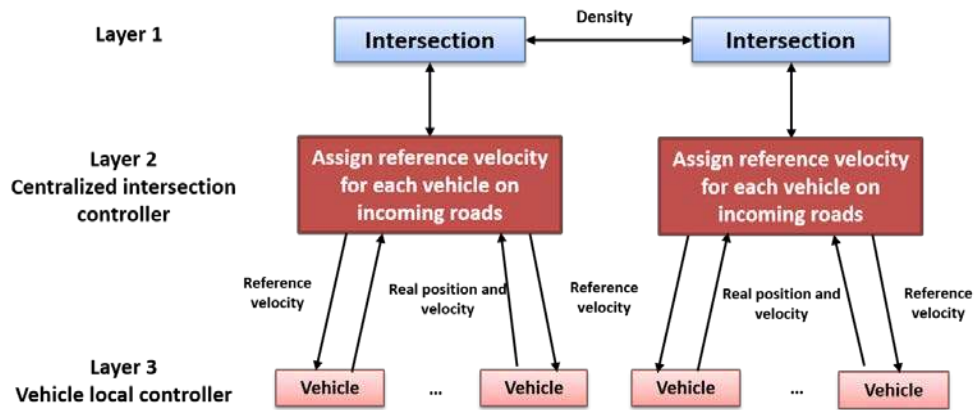 Density
Layer 1
Intersection
Intersection
Layer 2
Centralized intersection
controller
Assign reference velocity
for each vehicle on
incoming roads
Assign reference velocity
for each vehicle on
incoming roads
Reference
velocity
Real position and
velocity
Reference
velocity
Real position and
velocity
Reference
velocity
Layer 3
Vehicle local controller
Vehicle
...
Vehicle
Vehicle
...
Vehicle